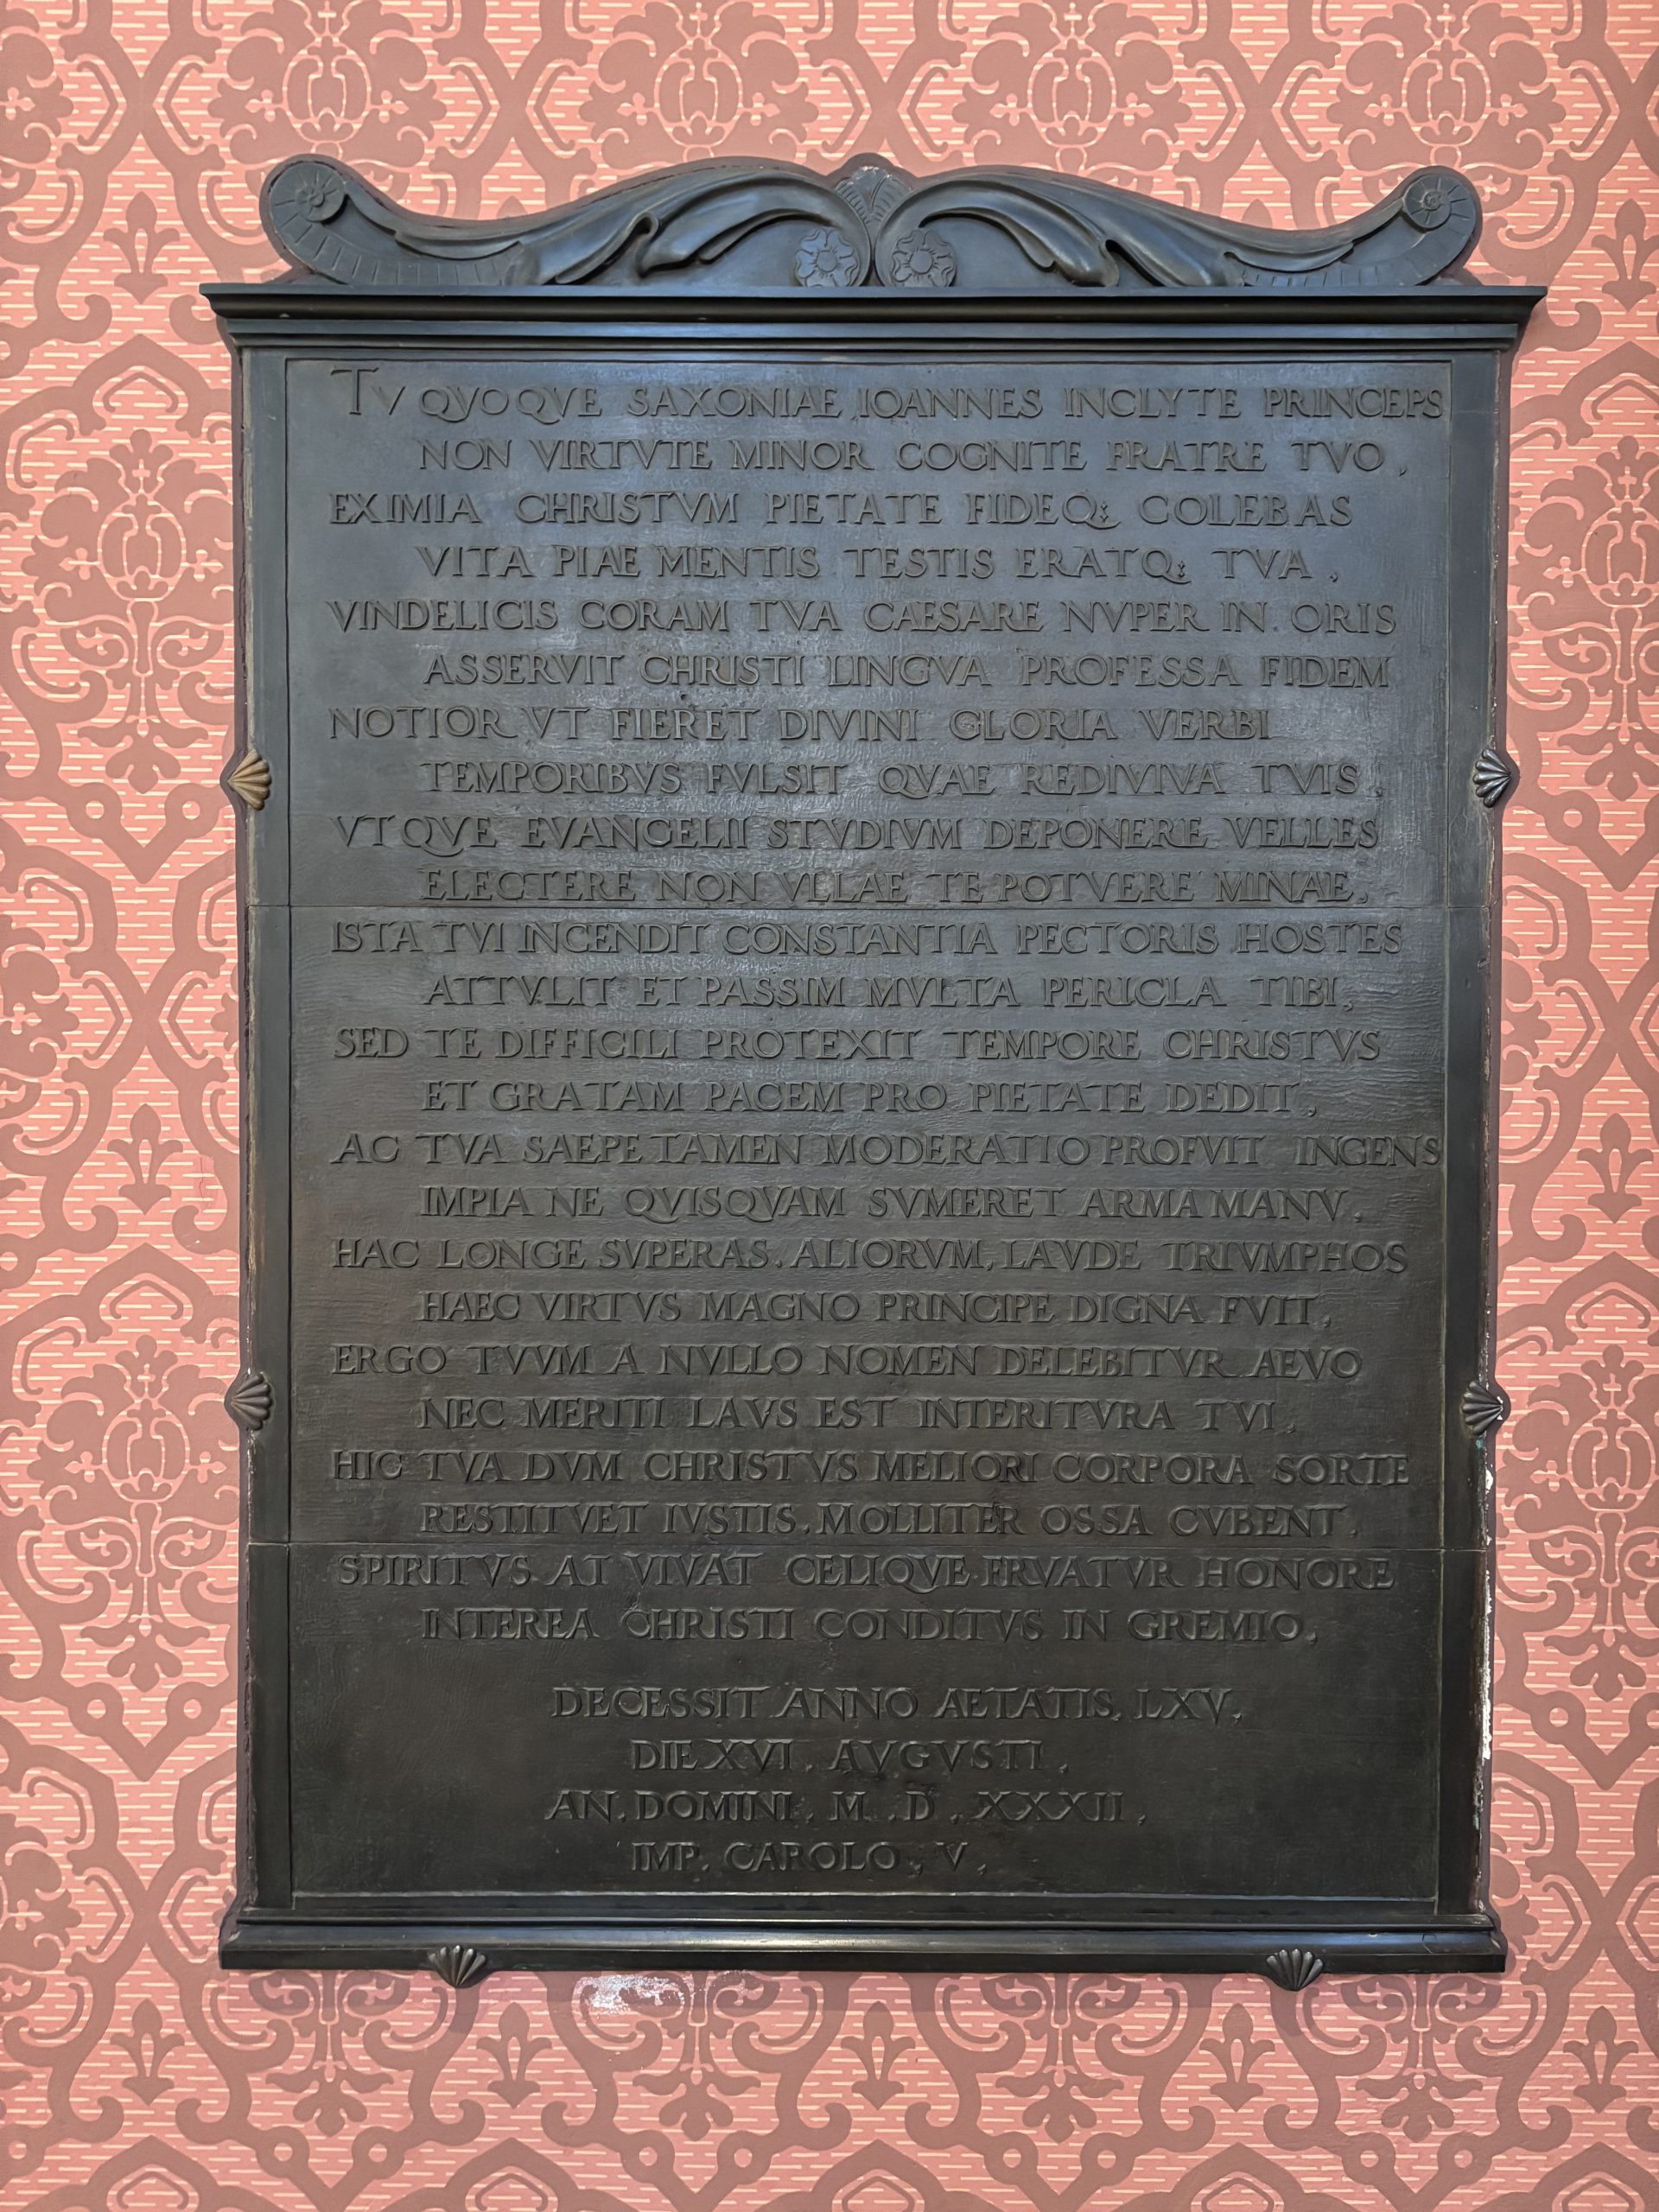 TV QVOQVE SAXONIAE IOANNES INCLYTE PRINCEPS
NON VIRTVTE MINOR COGNITE FRATRE TVO,
EXIMIA CHRISTVM PIETATE FIDEQ; COLEBAS
VITA PIAE MENTIS TESTIS ERATQ; TVA,
VINDELICIS CORAM TVA CAESARE NVPER IN ORIS
ASSERVIT CHRISTI LINGVA PROFESSA FIDEM
NOTIOR VT FIERET DIVINI GLORIA VERBI
TEMPORIBVS FVLSIT QVAE REDIVIVA TVIS,
VTQVE EVANGELII STVDIVM DEPONERE VELLES
FLECTERE NON VLLAE TE POTVERE MINAE.
ISTA TVI INCENDIT CONSTANTIA PECTORIS HOSTES
ATTVLIT ET PASSIM MVLTA PERICLA TIBI,
SED TE DIFFICILI PROTEXIT TEMPORE CHRISTVS
ET GRATAM PACEM PRO PIETATE DEDIT,
AC TVA SAEPE TAMEN MODERATIO PROFVIT INGENS
IMPIA NE QVISQVAM SVMERET ARMA MANV,
HAC LONGE SVPERAS, ALIORVM, LAVDE TRIVMPHOS
HAEC VIRTVS MAGNO PRINCIPE DIGNA FVIT,
ERGO TVVM A NVLLO NOMEN DELEBITVR AEVO
NEC MERITI LAVS EST INTERITVRA TVI,
HIC TVA DVM CHRISTVS MELIORI CORPORA SORTE
RESTITVET IVSTIS, MOLLITER OSSA CVBENT,
SPIRITVS AT VIVAT CELIQVE FRVATVR HONORE
INTEREA CHRISTI CONDITVS IN GREMIO,
DECESSIT ANNO AETATIS, LXV,
DIE XVI, AVGVSTI,
AN. DOMINI, M.D.XXXII,
IMP. CAROLO, V,